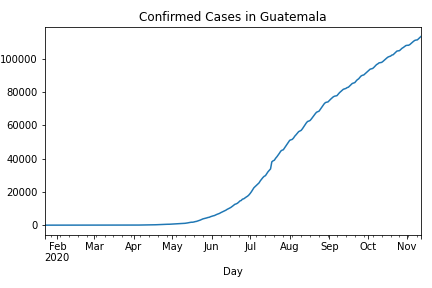 Confirmed Cases in Guatemala
100000
80000
60000
40000
20000
0
Feb Mar Apr May Jun Jul Aug Sep Oct Nov
2020
Day